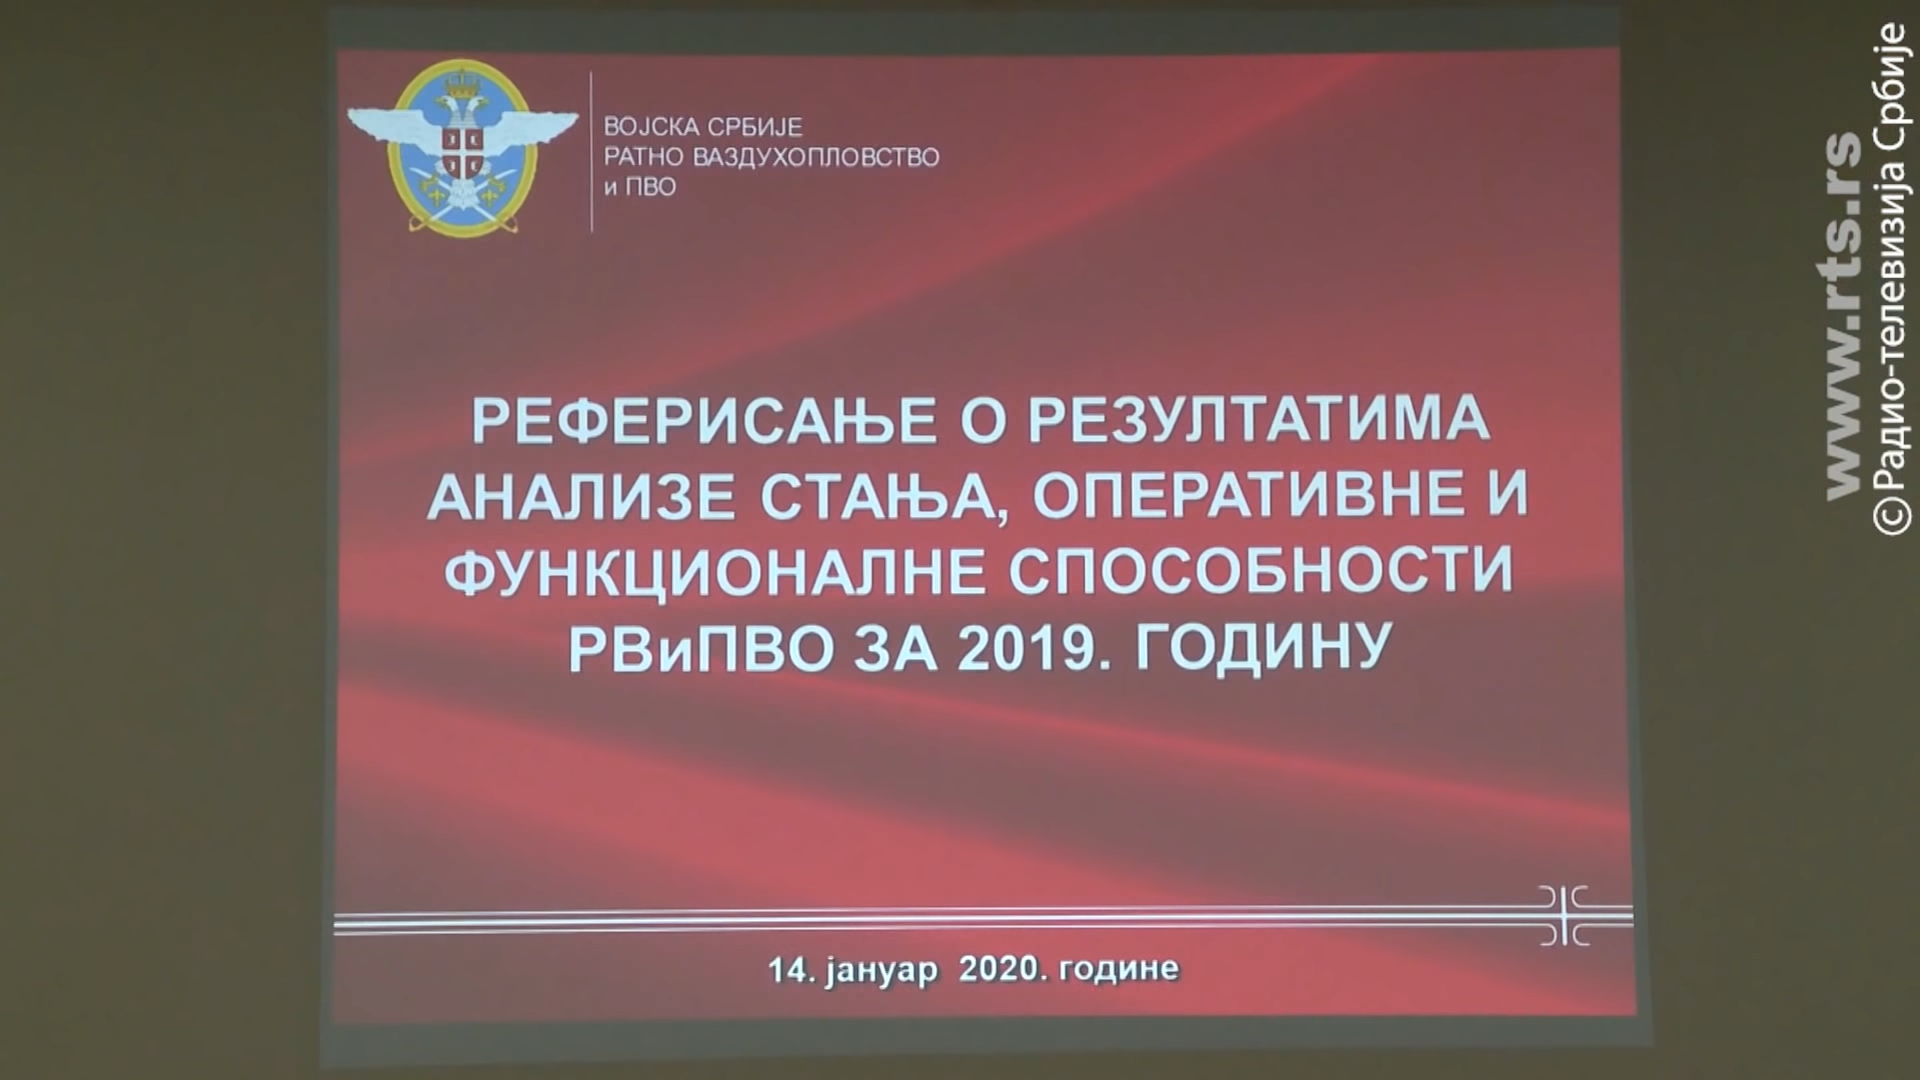 ВОЈСКА СРБИЈЕ
РАТНО ВАЗДУХОПЛОВСТВО
и ПВО
РЕФЕРИСАЊЕ О РЕЗУЛТАТИМА
АНАЛИЗЕ СТАЊА, ОПЕРАТИВНЕ И
ФУНКЦИОНАЛНЕ СПОСОБНОСТИ
РВиПВО ЗА 2019. ГОДИНУ
14. јануар 2020. године
www.rts.rs
©Радио-телевизија Србије